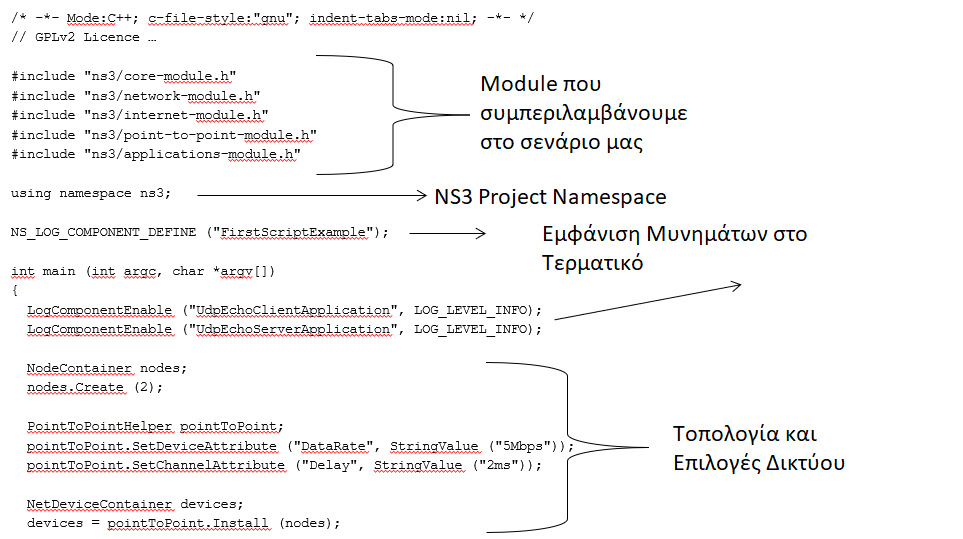 /* -*- Mode:C++; c-file-style:"gnu"; indent-tabs-mode:nil; -*- */
// GPLv2 Licence …
#include "ns3/core-module.h"
#include "ns3/network-module.h"
#include "ns3/internet-module.h"
#include "ns3/point-to-point-module.h"
#include "ns3/applications-module.h"
Module που
συμπεριλαμβάνουμε
στο σενάριο μας
using namespace ns3;
NS3 Project Namespace
NS_LOG_COMPONENT_DEFINE ("FirstScriptExample");
Εμφάνιση Μυνημάτων στο
Τερματικό
int main (int argc, char *argv[])
{
LogComponentEnable ("UdpEchoClientApplication", LOG_LEVEL_INFO);
LogComponentEnable ("UdpEchoServerApplication", LOG_LEVEL_INFO);
NodeContainer nodes;
nodes.Create (2);
PointToPointHelper pointToPoint;
pointToPoint.SetDeviceAttribute ("DataRate", StringValue ("5Mbps"));
pointToPoint.SetChannelAttribute ("Delay", StringValue ("2ms"));
NetDeviceContainer devices;
devices = pointToPoint.Install (nodes);
Τοπολογία και
Επιλογές Δικτύου